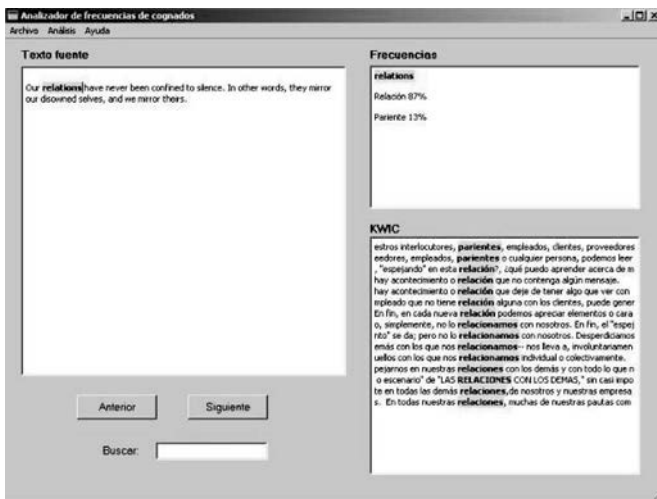 Analizador de frecuencias de cognados
Archivo Análisis Ayuda
Texto fuente
Our relations have never been confined to silence. In other words, they mirror
our disowned selves, and we mirror theirs.
Anterior Siguiente
Buscar:
Frecuencias
relations
Relación 87%
Pariente 13%
KWIC
estros interlocutores, parientes, empleados, clientes, proveedores
eedores, empleados, parientes o cualquier persona, podemos leer
, "espejando" en esta relación?, ¿qué puedo aprender acerca de m
hay acontecimiento o relación que no contenga algún mensaje.
hay acontecimiento o relación que deje de tener algo que ver con
mpleado que no tiene relación alguna con los clientes, puede gener
En fin, en cada nueva relación podemos apreciar elementos o cara
o, simplemente, no lo relacionamos con nosotros. En fin, el "espej
nto" se da; pero no lo relacionamos con nosotros. Desperdiciamos
emás con los que nos relacionamos-- nos lleva a, involuntariamen
uellos con los que nos relacionamos individual o colectivamente.
pejarnos en nuestras relaciones con los demás y con todo lo que n
o escenario" de "LAS RELACIONES CON LOS DEMAS," sin casi impo
te en todas las demás relaciones,de nosotros y nuestras empresa
s. En todas nuestras relaciones, muchas de nuestras pautas com